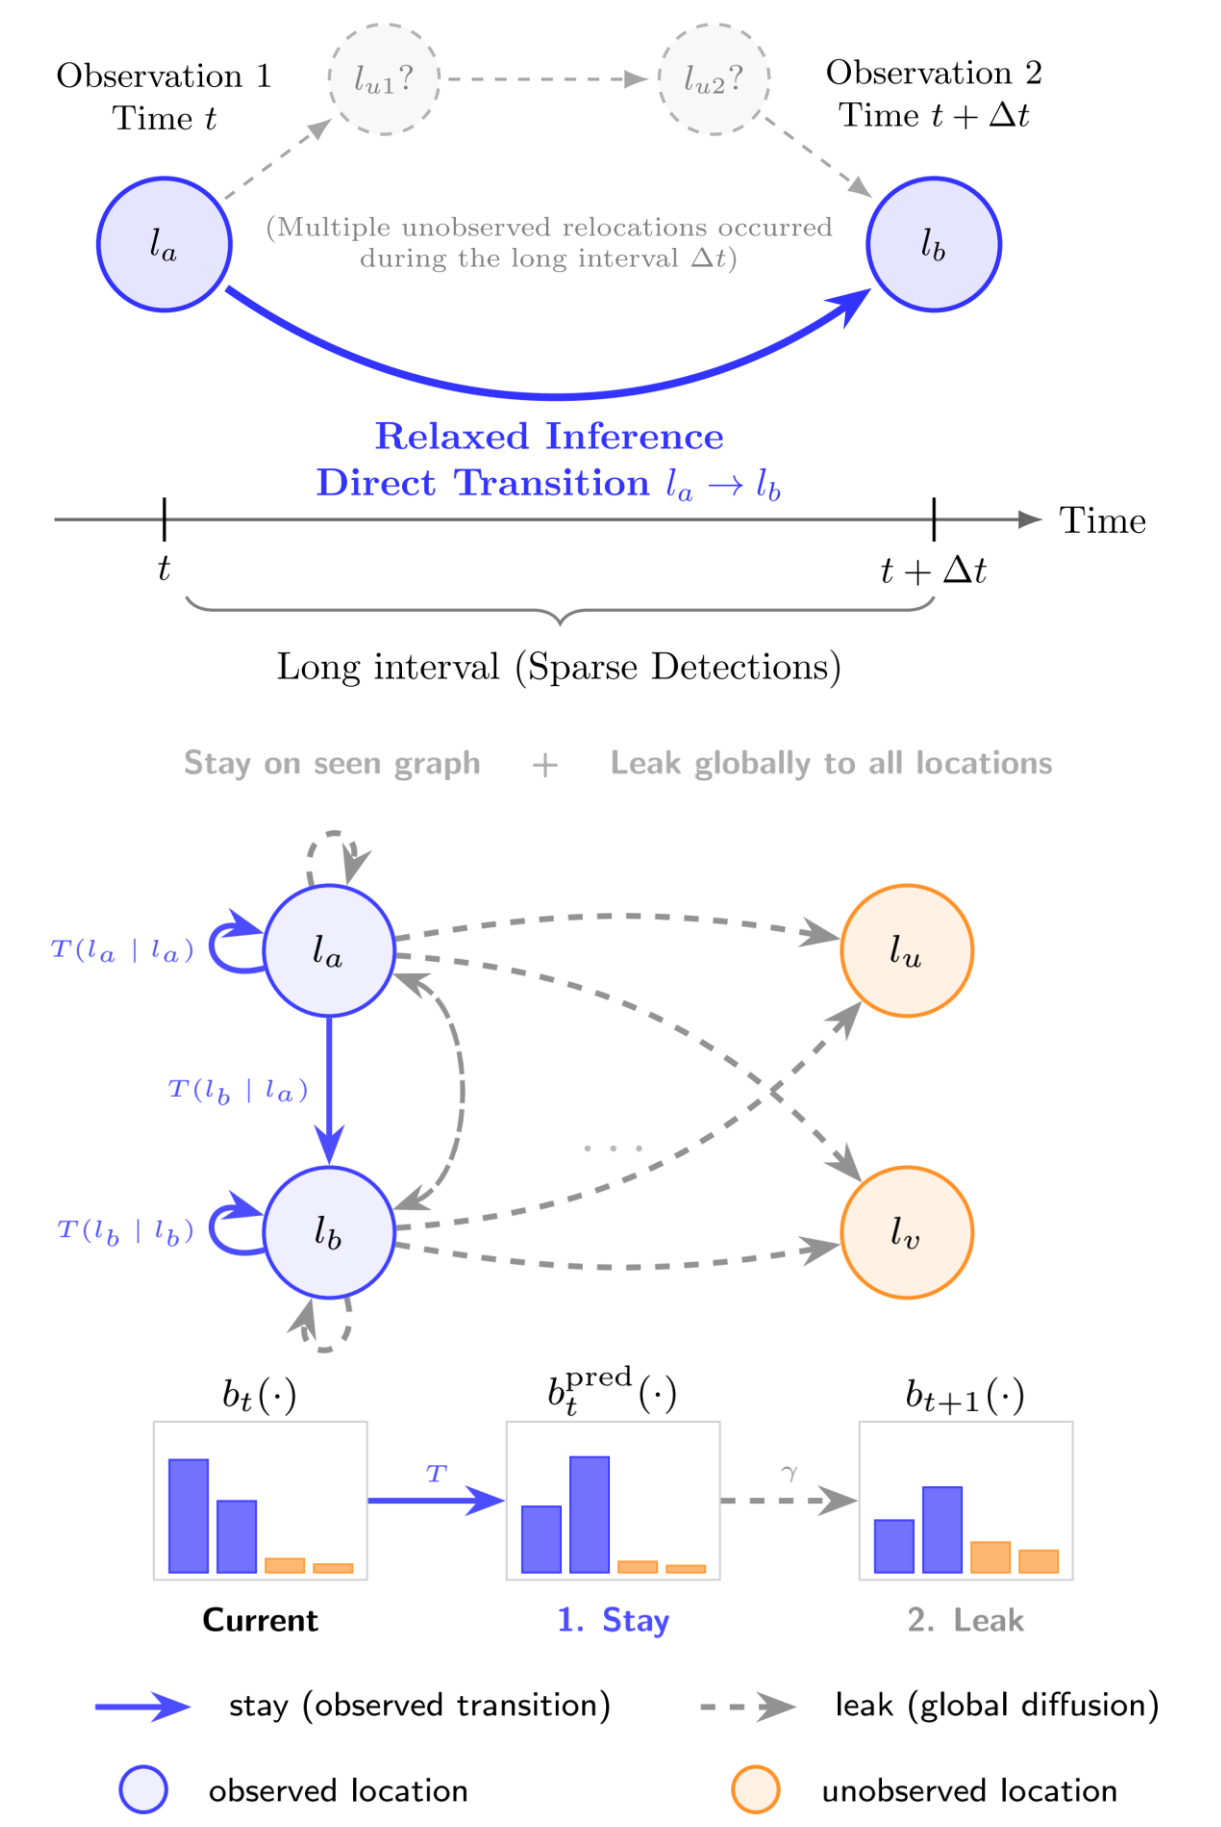 Observation 1
Time t
l_{u1}?
l_{u2}?
Observation 2
Time t + Δt
l_a
(Multiple unobserved relocations occurred
during the long interval Δt)
l_b
Relaxed Inference
Direct Transition l_a → l_b
Time
t
t + Δt
Long interval (Sparse Detections)
Stay on seen graph + Leak globally to all locations
T(l_a | l_a)
l_a
l_u
T(l_b | l_a)
· · ·
T(l_b | l_b)
l_b
l_v
b_t(·)
b_t^{pred}(·)
b_{t+1}(·)
T
γ
Current
1. Stay
2. Leak
stay (observed transition)
leak (global diffusion)
observed location
unobserved location